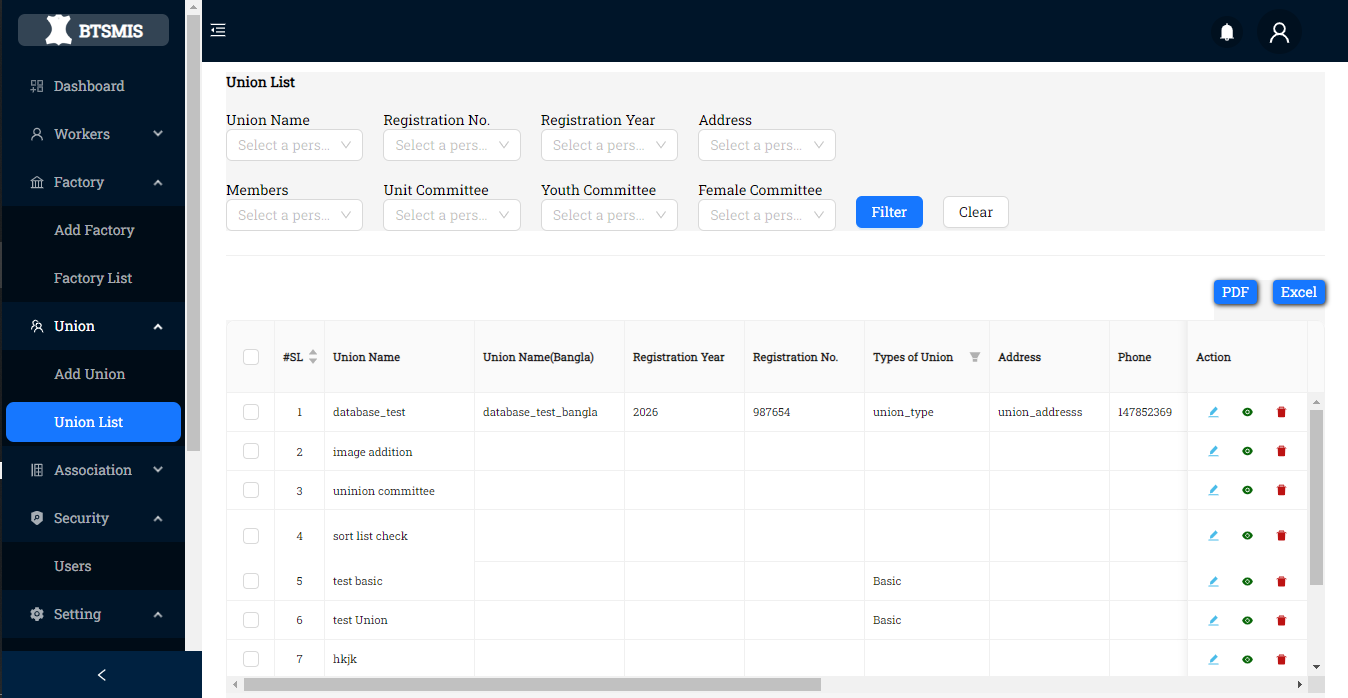 BTSMIS
Dashboard
Workers
Factory
Add Factory
Factory List
Union
Add Union
Union List
Association
Security
Users
Setting
Union List
Union Name Registration No. Registration Year Address
Select a pers... Select a pers... Select a pers... Select a pers...
Members Unit Committee Youth Committee Female Committee
Select a pers... Select a pers... Select a pers... Select a pers... Filter Clear
PDF Excel
#SL Union Name Union Name(Bangla) Registration Year Registration No. Types of Union Address Phone Action
1 database_test database_test_bangla 2026 987654 union_type union_addresss 147852369
2 image addition
3 uninion committee
4 sort list check
5 test basic Basic
6 test Union Basic
7 hkjk